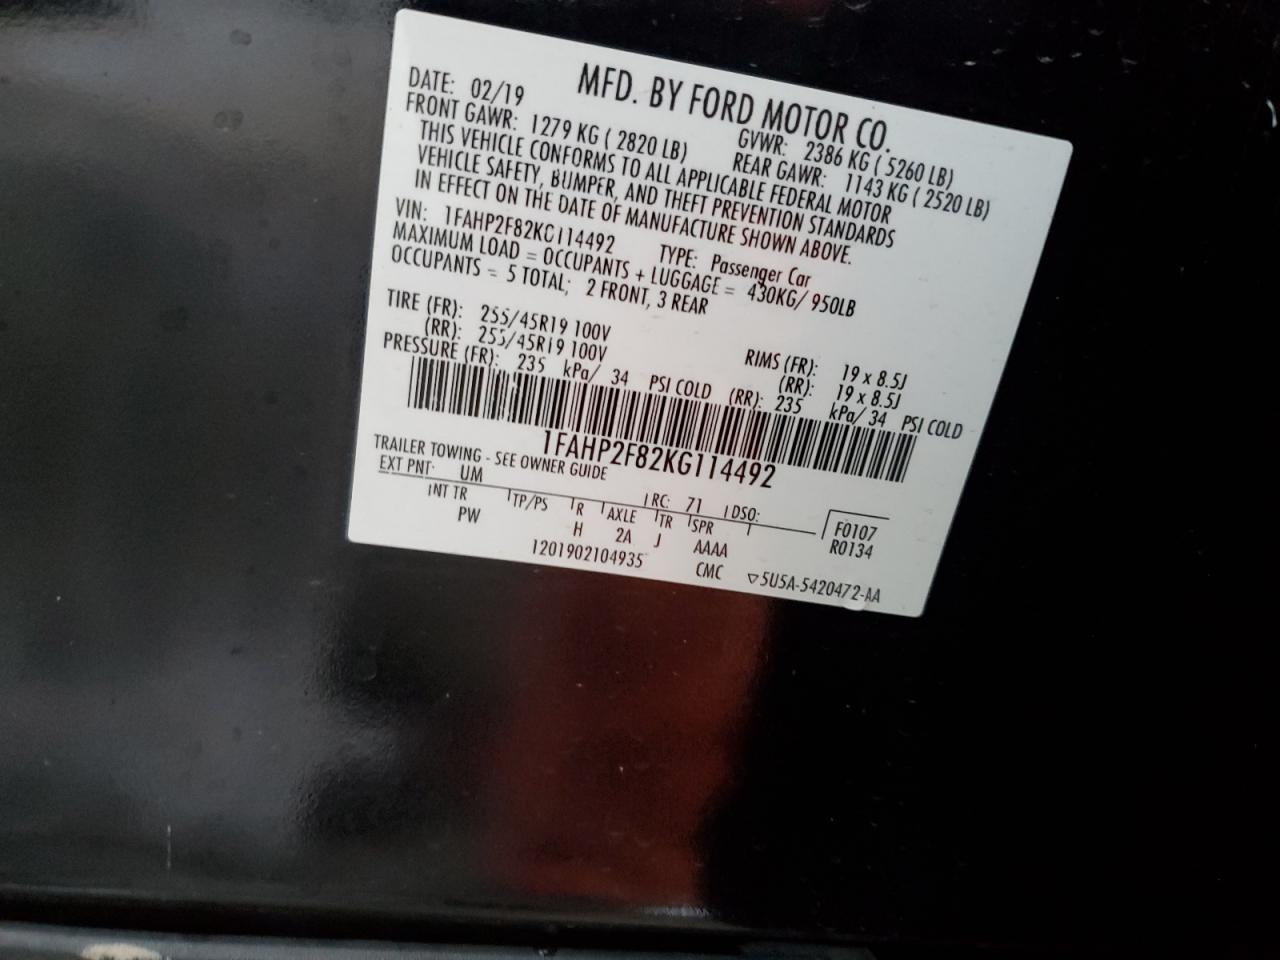 MFD. BY FORD MOTOR CO.
DATE: 02/19 GVWR: 2386 KG ( 5260 LB)
FRONT GAWR: 1279 KG ( 2820 LB) REAR GAWR: 1143 KG ( 2520 LB)
THIS VEHICLE CONFORMS TO ALL APPLICABLE FEDERAL MOTOR
VEHICLE SAFETY, BUMPER, AND THEFT PREVENTION STANDARDS
IN EFFECT ON THE DATE OF MANUFACTURE SHOWN ABOVE.
VIN: 1FAHP2F82KG114492 TYPE: Passenger Car
MAXIMUM LOAD = OCCUPANTS + LUGGAGE = 430KG/ 950LB
OCCUPANTS = 5 TOTAL; 2 FRONT, 3 REAR
TIRE (FR): 255/45R19 100V RIMS (FR): 19 x 8.5J
(RR): 255/45R19 100V (RR): 19 x 8.5J
PRESSURE (FR): 235 kPa/ 34 PSI COLD (RR): 235 kPa/ 34 PSI COLD
1FAHP2F82KG114492
TRAILER TOWING - SEE OWNER GUIDE
EXT PNT: UM RC: 71 DSO:
INT TR TP/PS R AXLE TR SPR F0107
PW H 2A J AAAA R0134
1201902104935 CMC ▽5U5A-5420472-AA